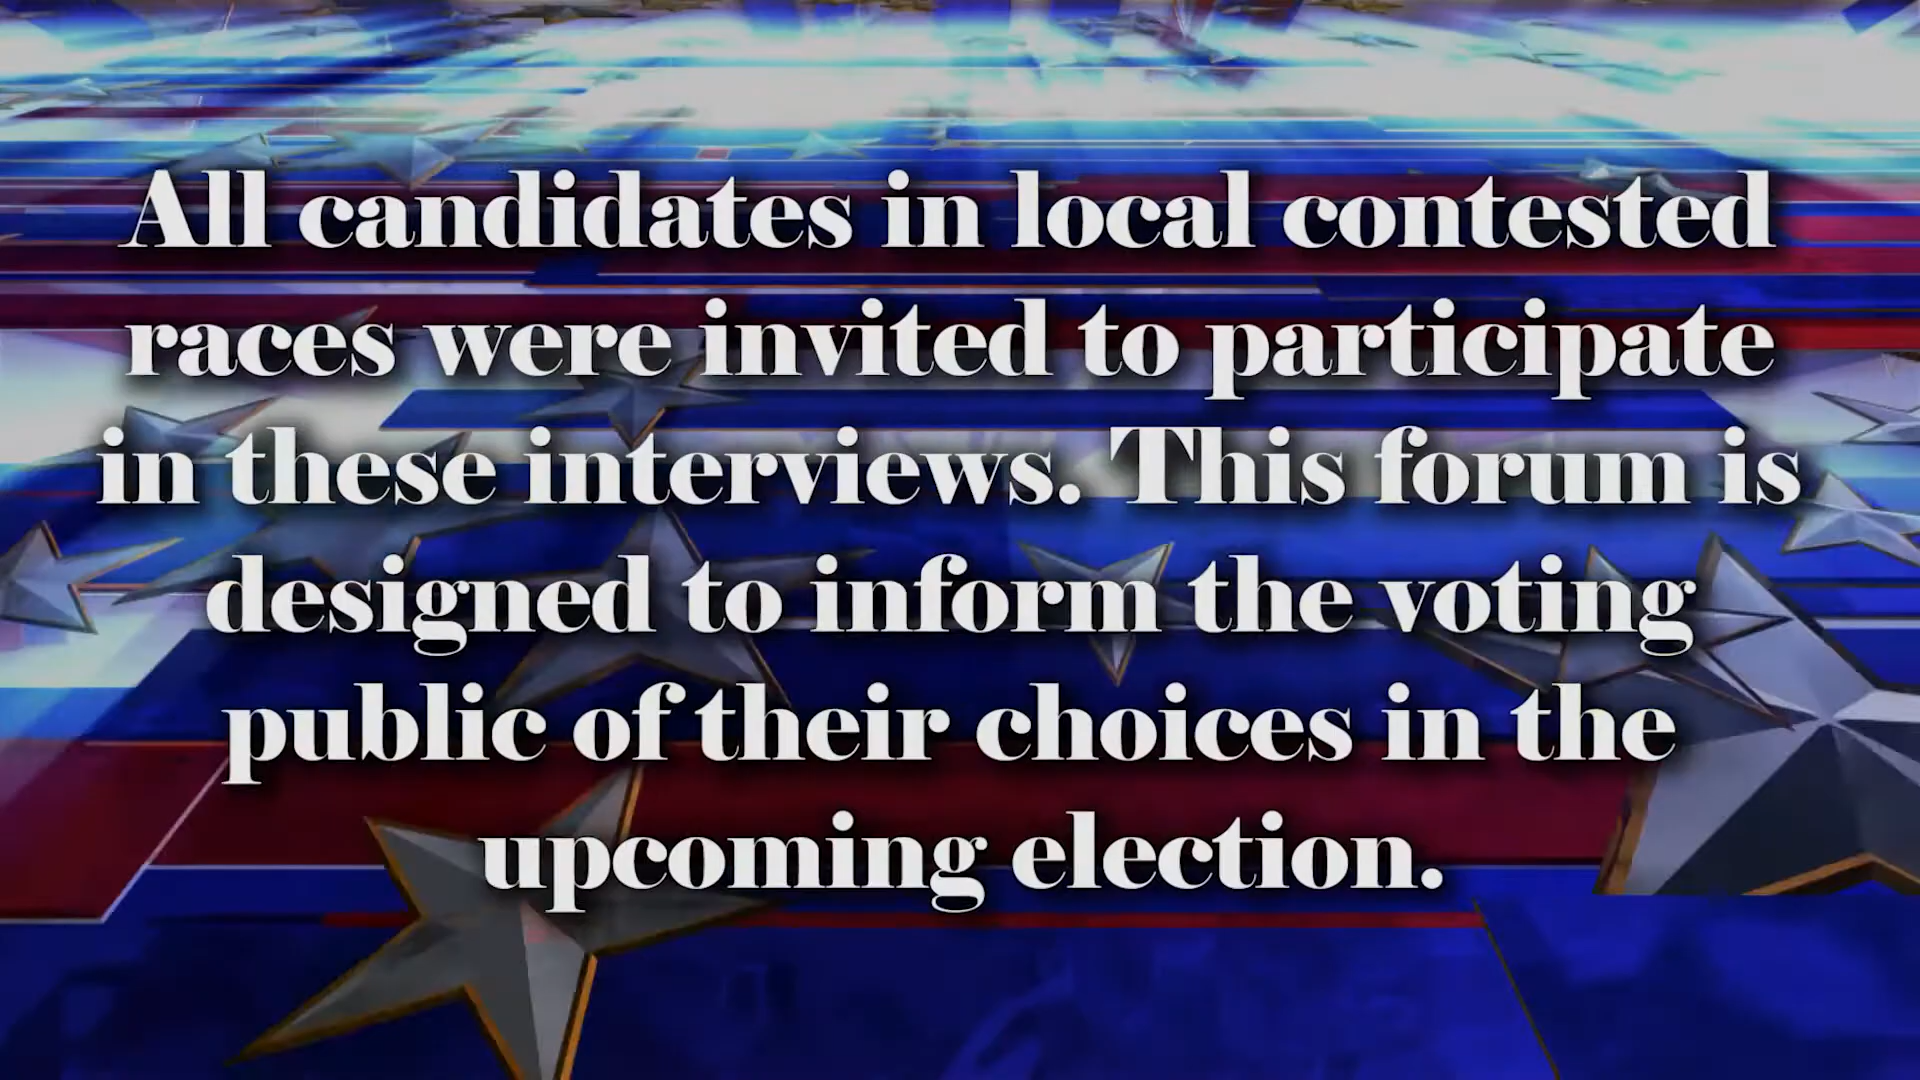 All candidates in local contested
races were invited to participate
in these interviews. This forum is
designed to inform the voting
public of their choices in the
upcoming election.